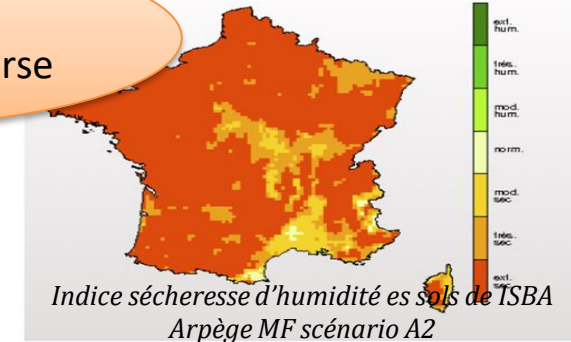 rse
ext.
hum.
très.
hum.
mod.
hum.
norm.
mod.
sec
très.
sec
ext.
sec
Indice sécheresse d'humidité es sols de ISBA
Arpège MF scénario A2